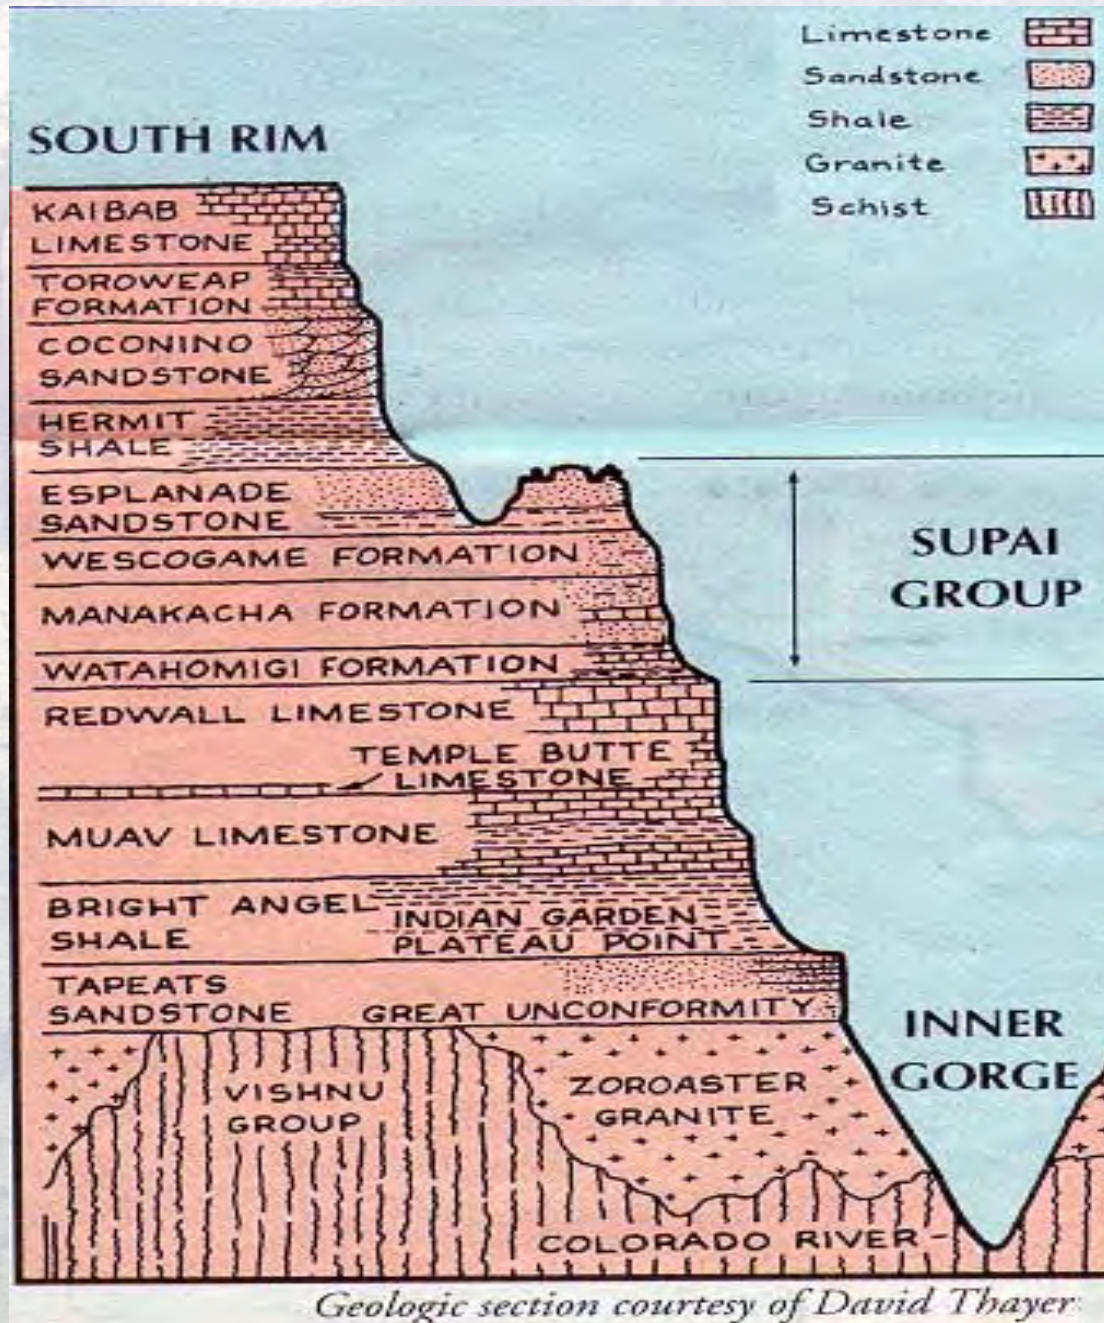 Limestone
Sandstone
Shale
Granite
Schist
SOUTH RIM
KAIBAB
LIMESTONE
TOROWEAP
FORMATION
COCONINO
SANDSTONE
HERMIT
SHALE
ESPLANADE
SANDSTONE
WESCOGAME FORMATION
MANAKACHA FORMATION
WATAHOMIGI FORMATION
SUPAI
GROUP
REDWALL LIMESTONE
TEMPLE BUTTE
LIMESTONE
MUAV LIMESTONE
BRIGHT ANGEL
SHALE
INDIAN GARDEN
PLATEAU POINT
TAPEATS
SANDSTONE
GREAT UNCONFORMITY
INNER
GORGE
VISHNU
GROUP
ZOROASTER
GRANITE
COLORADO RIVER
Geologic section courtesy of David Thayer